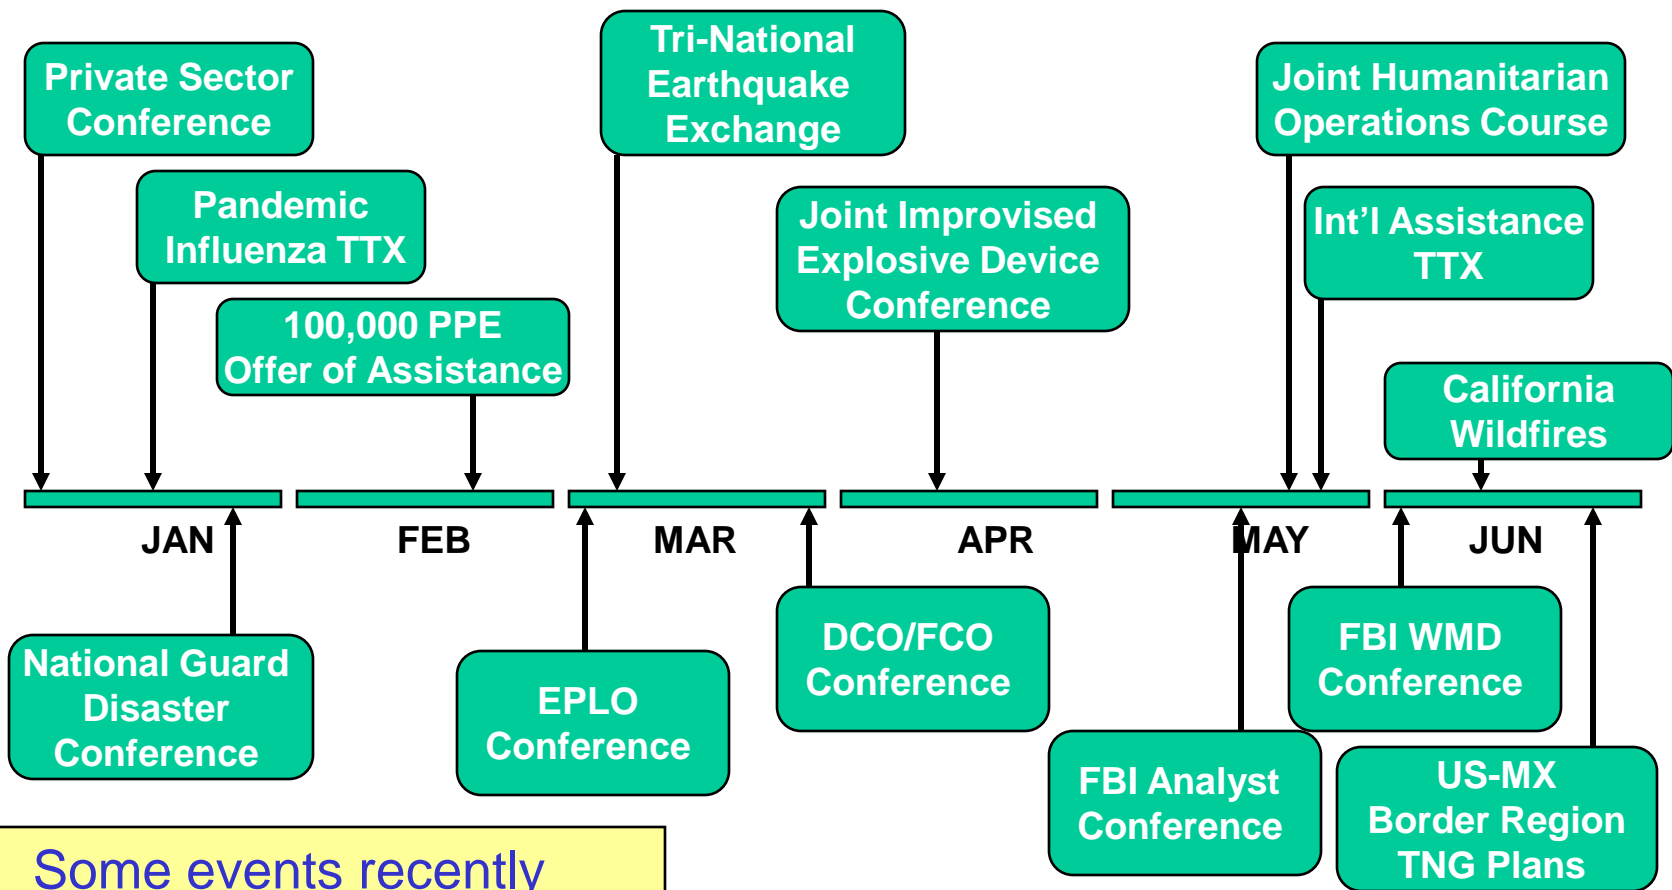 Private Sector
Conference
Pandemic
Influenza TTX
100,000 PPE
Offer of Assistance
Tri-National
Earthquake
Exchange
Joint Improvised
Explosive Device
Conference
Joint Humanitarian
Operations Course
Int'l Assistance
TTX
California
Wildfires
JAN
FEB
MAR
APR
MAY
JUN
National Guard
Disaster
Conference
EPLO
Conference
DCO/FCO
Conference
FBI Analyst
Conference
FBI WMD
Conference
US-MX
Border Region
TNG Plans
Some events recently